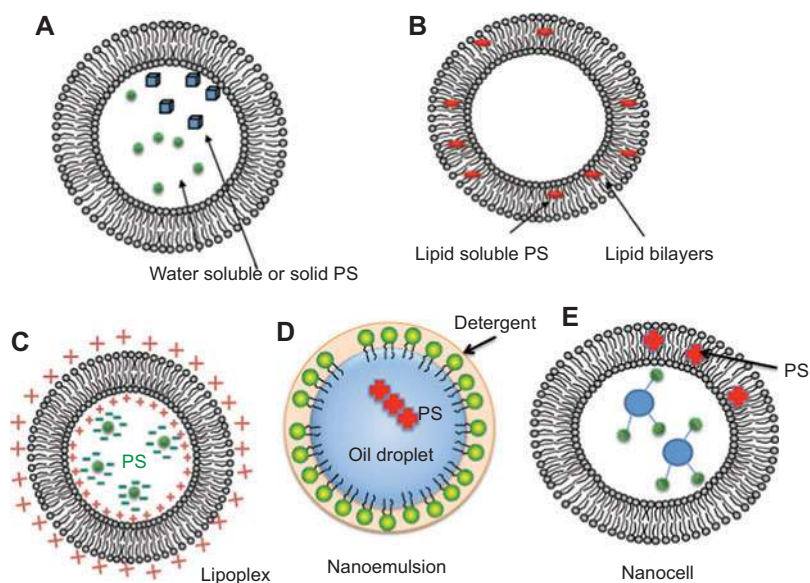 A
B
Water soluble or solid PS
Lipid soluble PS
Lipid bilayers
C
PS
Lipoplex
D
Detergent
PS
Oil droplet
Nanoemulsion
E
PS
Nanocell